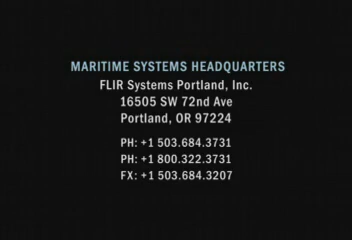 MARITIME SYSTEMS HEADQUARTERS
FLIR Systems Portland, Inc.
16505 SW 72nd Ave
Portland, OR 97224
PH: +1 503.684.3731
PH: +1 800.322.3731
FX: +1 503.684.3207